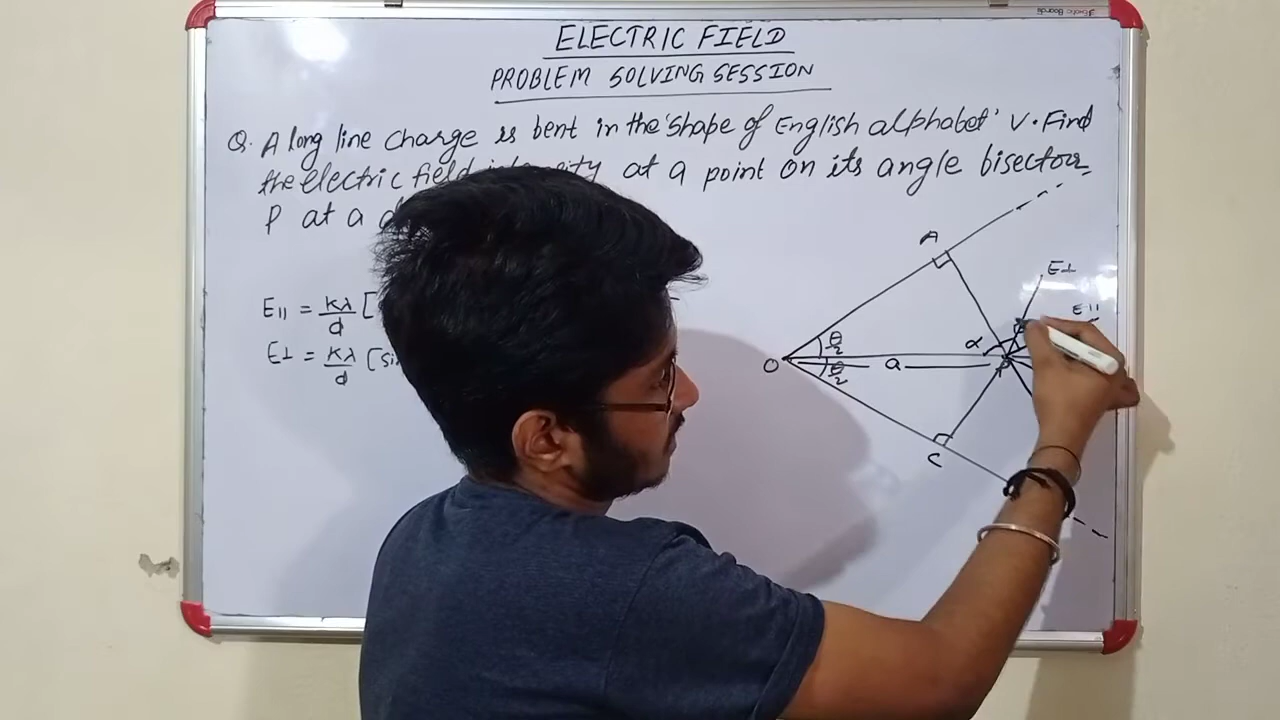 ELECTRIC FIELD
PROBLEM SOLVING SESSION
Q. A long line charge is bent in the 'shape of English alphabet' V. Find
the electric field at a point on its angle bisector
P at a
E|| = Kλ/d [
E⊥ = Kλ/d [si
A
E⊥
E||
θ/2
α
O
a
θ/2
P
C